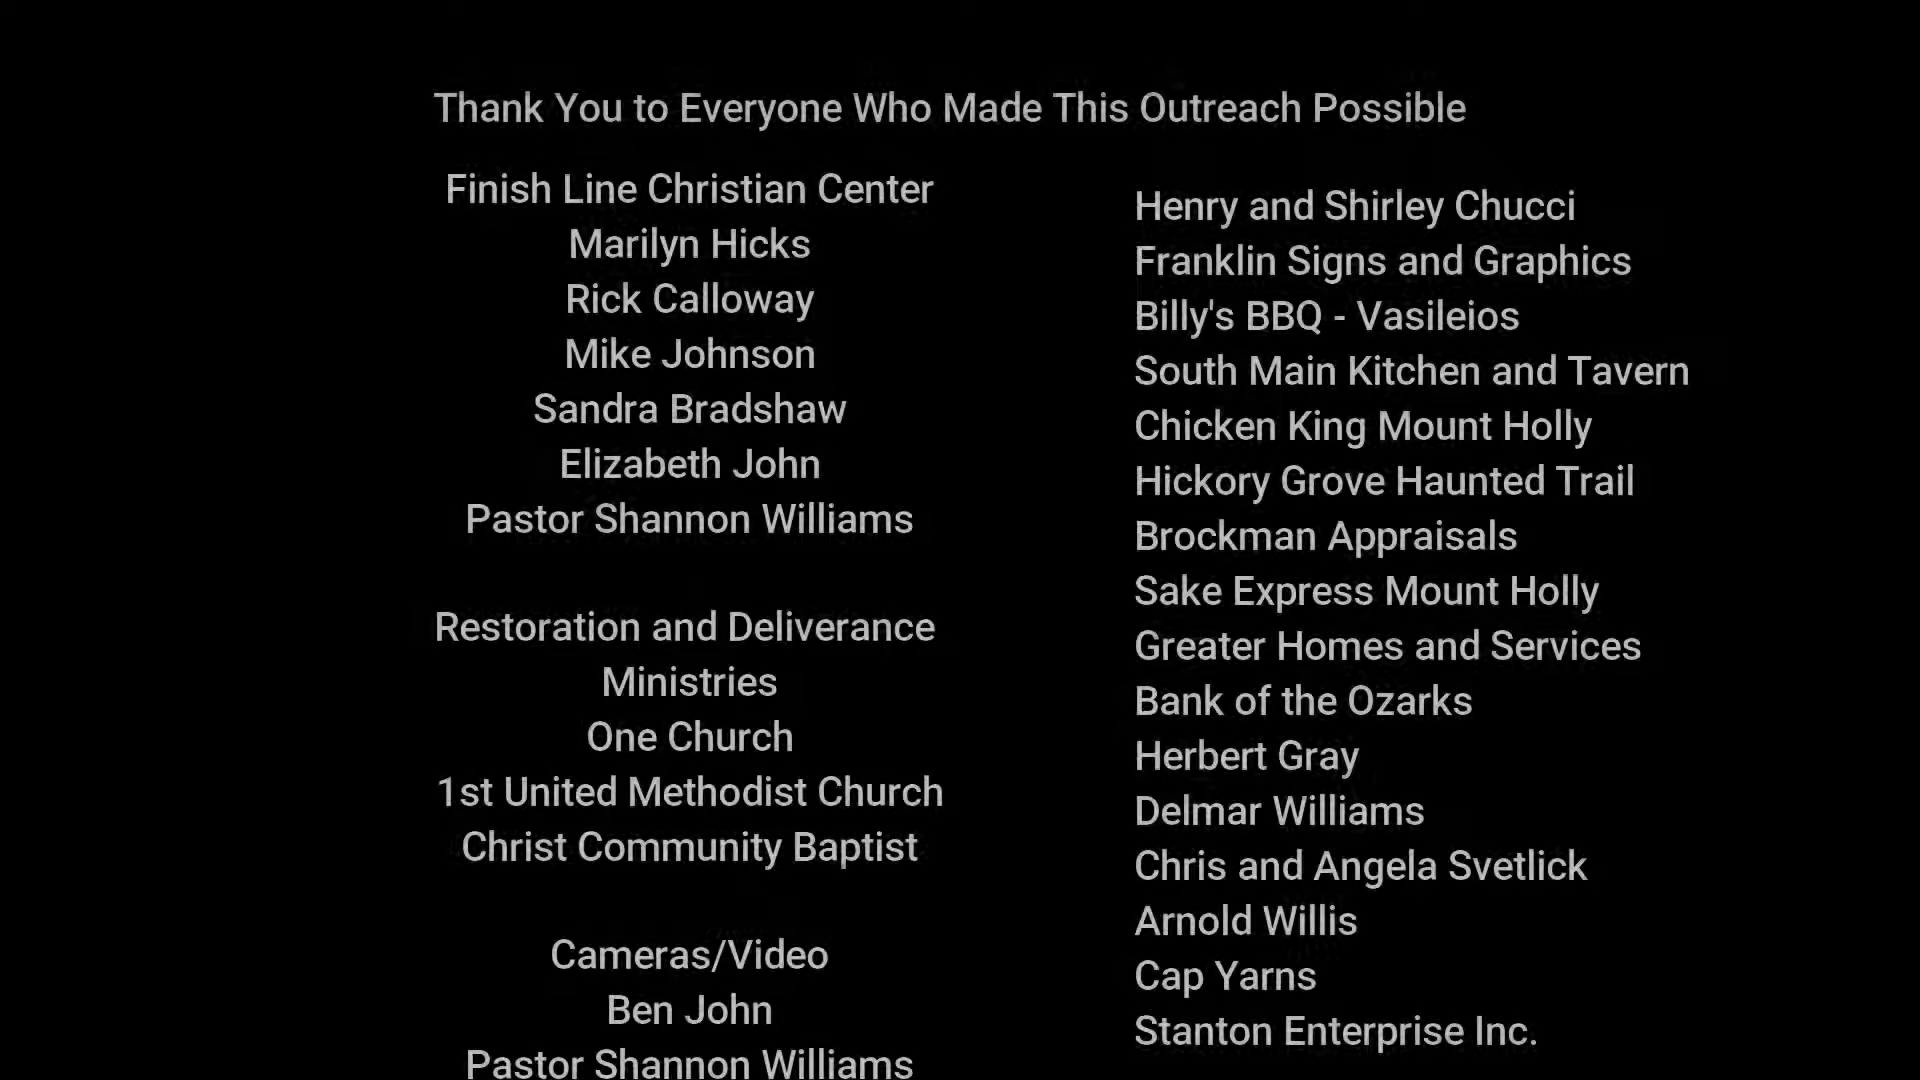 Thank You to Everyone Who Made This Outreach Possible
Finish Line Christian Center
Marilyn Hicks
Rick Calloway
Mike Johnson
Sandra Bradshaw
Elizabeth John
Pastor Shannon Williams
Restoration and Deliverance
Ministries
One Church
1st United Methodist Church
Christ Community Baptist
Cameras/Video
Ben John
Pastor Shannon Williams
Henry and Shirley Chucci
Franklin Signs and Graphics
Billy's BBQ - Vasileios
South Main Kitchen and Tavern
Chicken King Mount Holly
Hickory Grove Haunted Trail
Brockman Appraisals
Sake Express Mount Holly
Greater Homes and Services
Bank of the Ozarks
Herbert Gray
Delmar Williams
Chris and Angela Svetlick
Arnold Willis
Cap Yarns
Stanton Enterprise Inc.